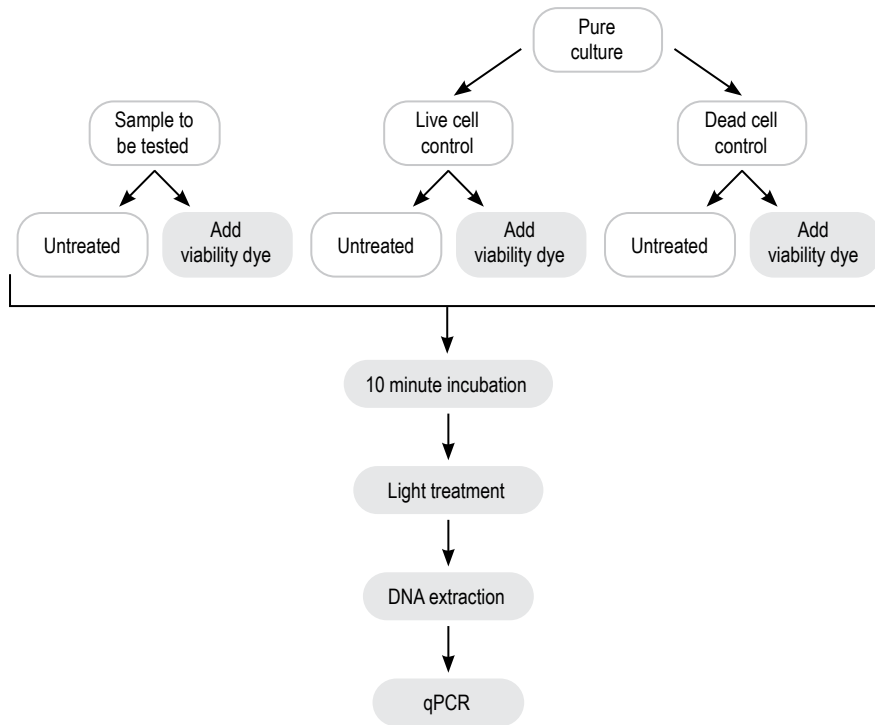 Pure
culture
Sample to
be tested
Live cell
control
Dead cell
control
Untreated
Add
viability dye
Untreated
Add
viability dye
Untreated
Add
viability dye
10 minute incubation
Light treatment
DNA extraction
qPCR